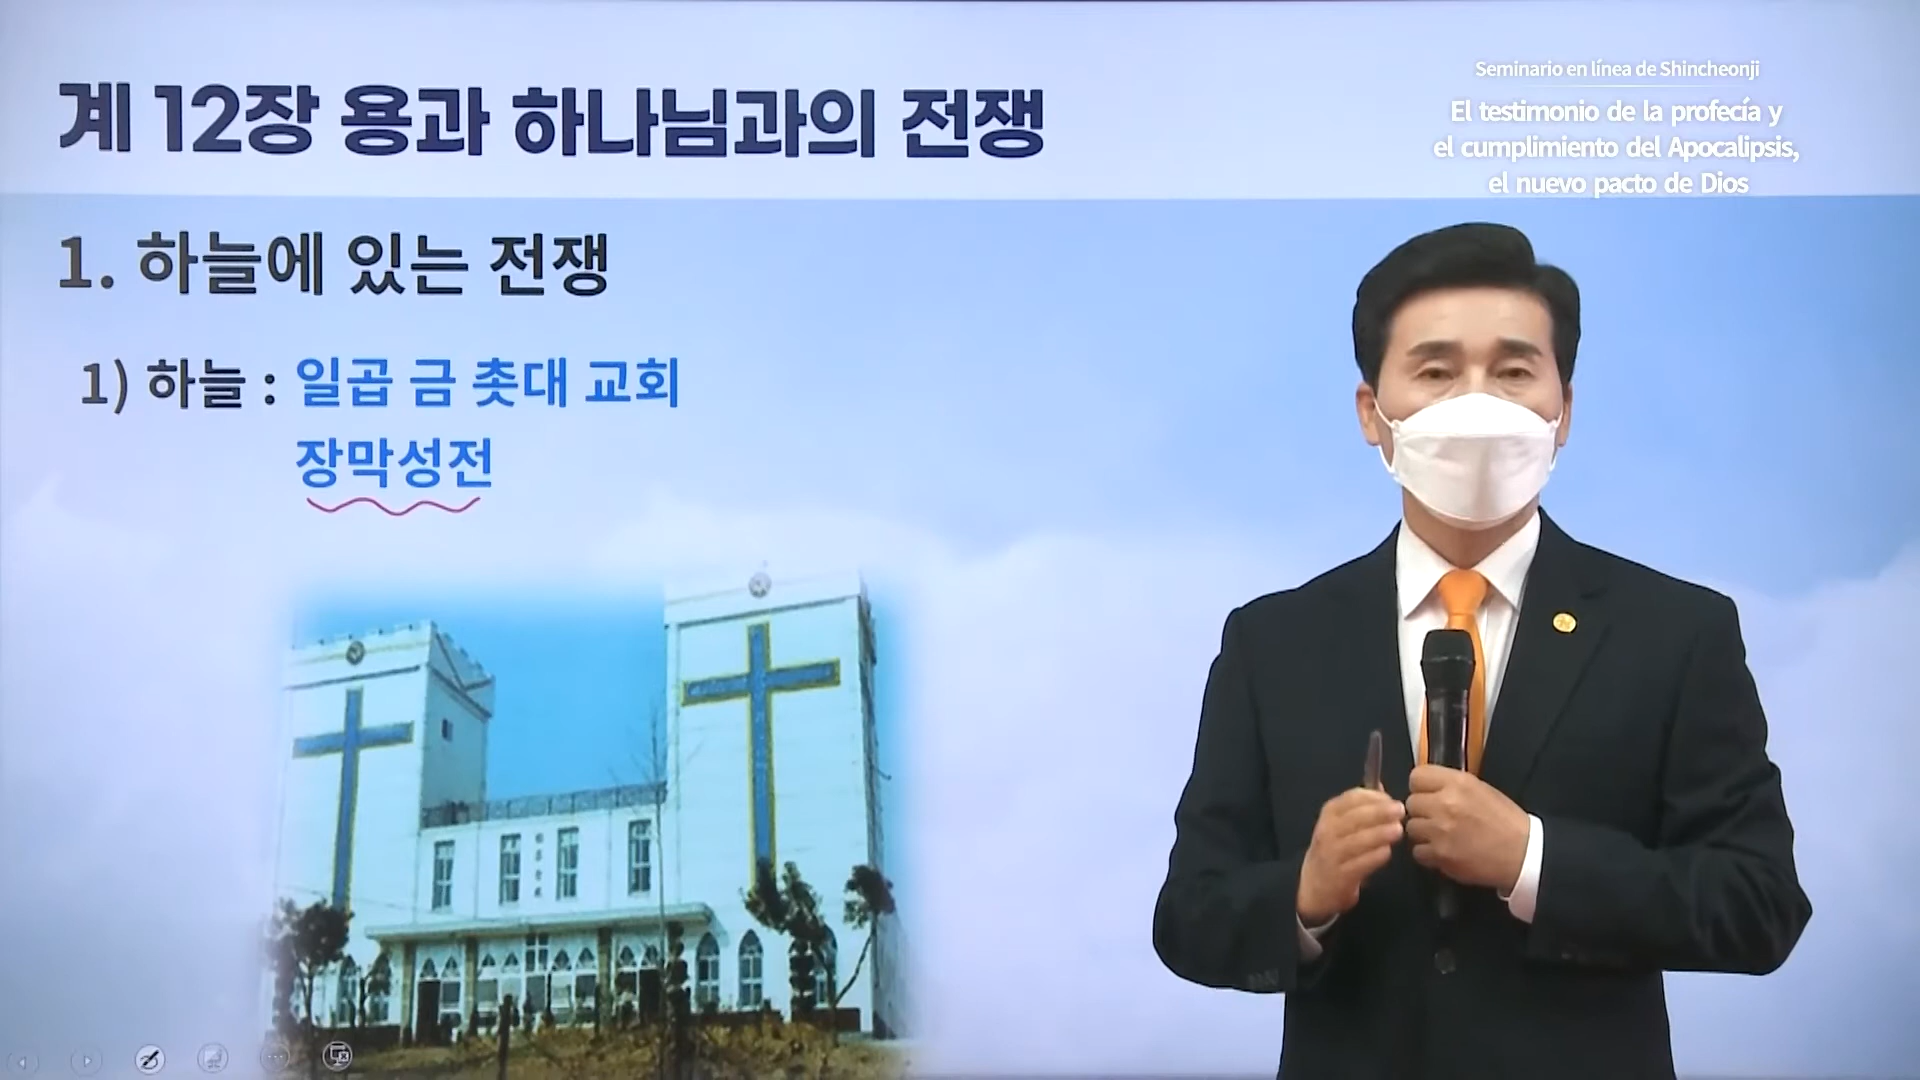 계 12장 용과 하나님과의 전쟁
Seminario en línea de Shincheonji
El testimonio de la profecía y
el cumplimiento del Apocalipsis,
el nuevo pacto de Dios
1. 하늘에 있는 전쟁
1) 하늘 : 일곱 금 촛대 교회
장막성전